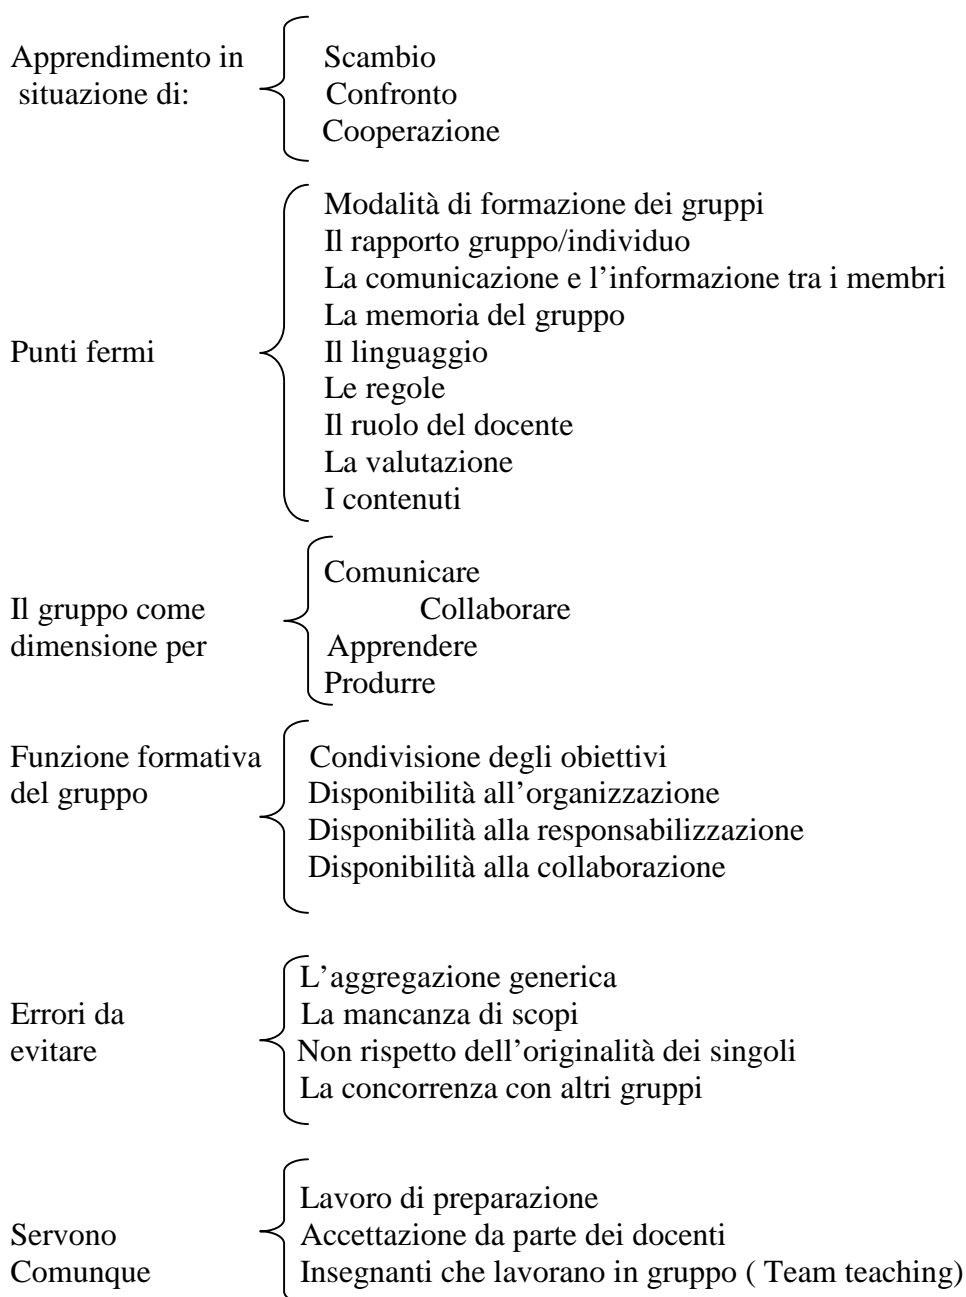 Apprendimento in Scambio
situazione di: Confronto
Cooperazione
Modalità di formazione dei gruppi
Il rapporto gruppo/individuo
La comunicazione e l’informazione tra i membri
La memoria del gruppo
Punti fermi Il linguaggio
Le regole
Il ruolo del docente
La valutazione
I contenuti
Comunicare
Il gruppo come Collaborare
dimensione per Apprendere
Produrre
Funzione formativa Condivisione degli obiettivi
del gruppo Disponibilità all’organizzazione
Disponibilità alla responsabilizzazione
Disponibilità alla collaborazione
L’aggregazione generica
Errori da La mancanza di scopi
evitare Non rispetto dell’originalità dei singoli
La concorrenza con altri gruppi
Lavoro di preparazione
Servono Accettazione da parte dei docenti
Comunque Insegnanti che lavorano in gruppo ( Team teaching)